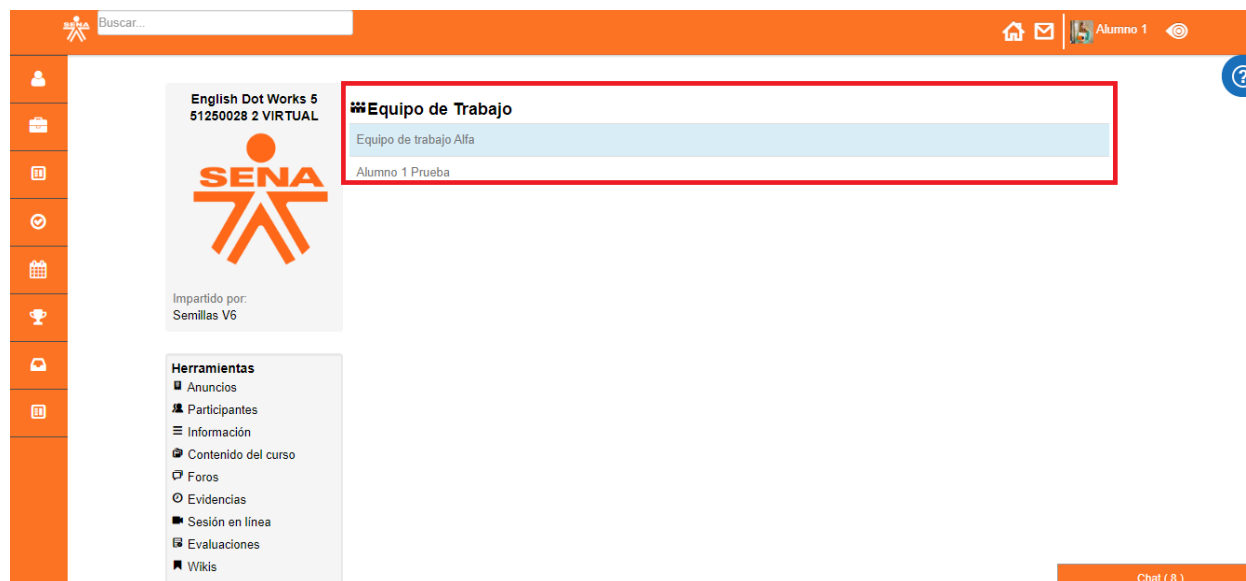 SENA
Buscar...
Alumno 1
English Dot Works 5
51250028 2 VIRTUAL
SENA
Impartido por:
Semillas V6
Equipo de Trabajo
Equipo de trabajo Alfa
Alumno 1 Prueba
Herramientas
Anuncios
Participantes
Información
Contenido del curso
Foros
Evidencias
Sesión en línea
Evaluaciones
Wikis
?
Chat ( 8 )